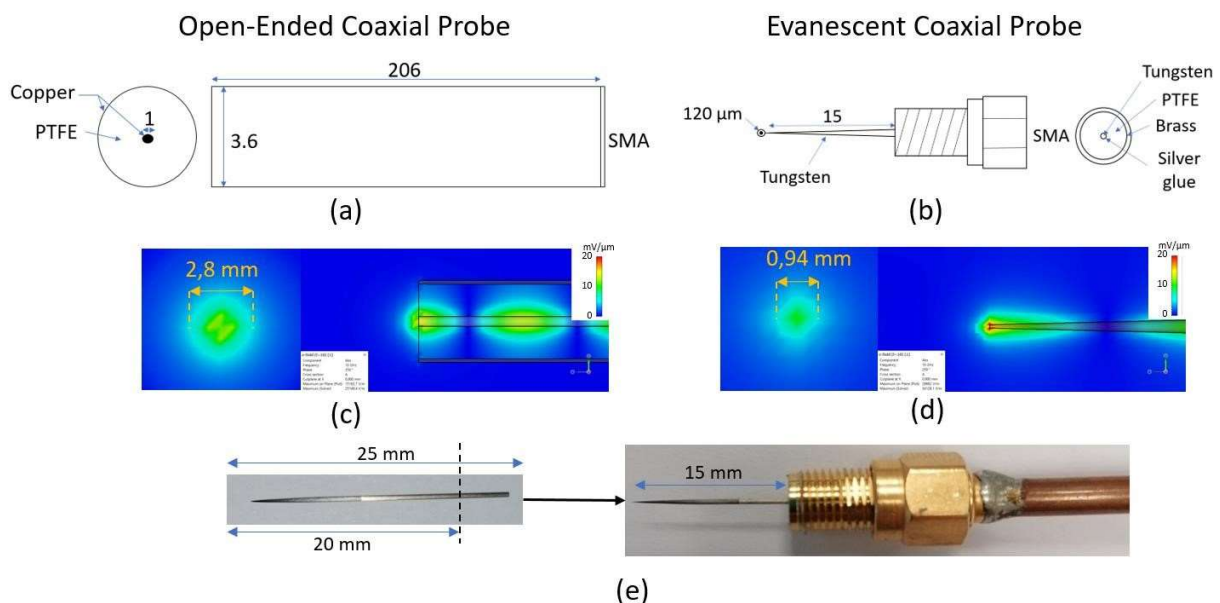 Open-Ended Coaxial Probe
Evanescent Coaxial Probe
206
Copper
PTFE
1
3.6
SMA
(a)
120 µm
15
Tungsten
SMA
Tungsten
PTFE
Brass
Silver
glue
(b)
2,8 mm
mV/µm
20
10
0
(c)
0,94 mm
mV/µm
20
10
0
(d)
25 mm
20 mm
15 mm
(e)